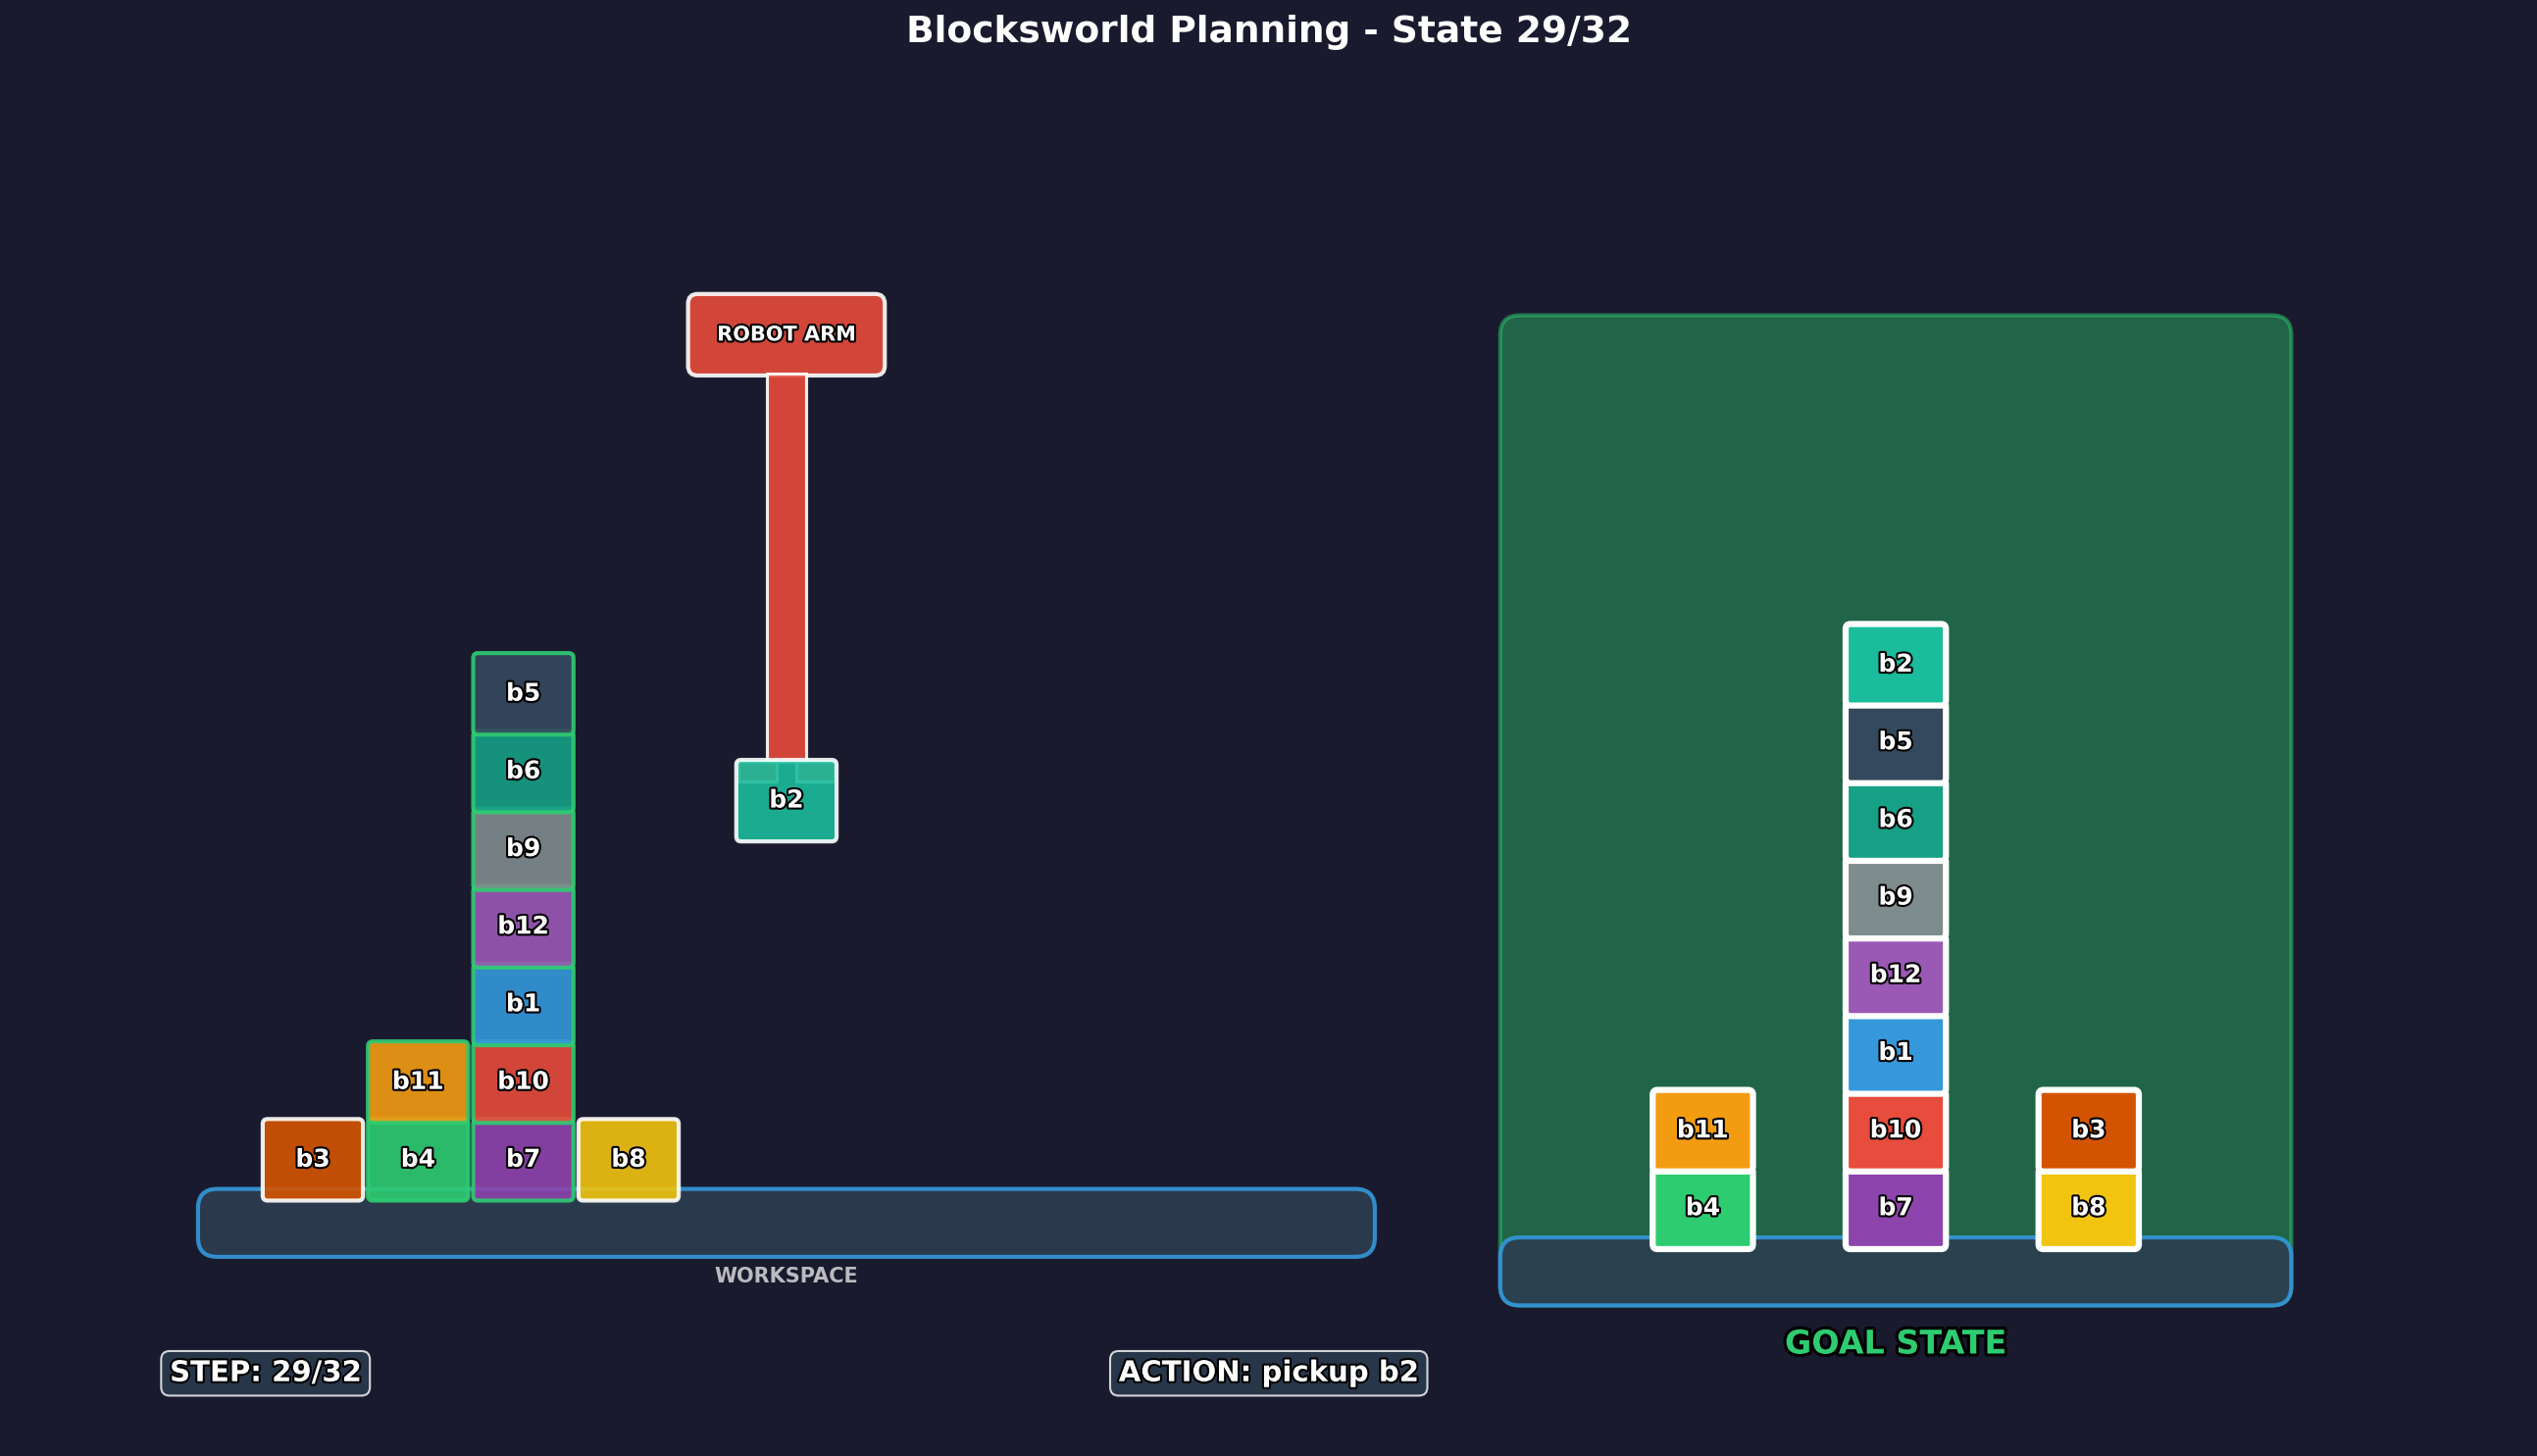 Blocksworld Planning - State 29/32
ROBOT ARM
b5
b6
b9
b12
b1
b11
b10
b3
b4
b7
b8
b2
WORKSPACE
b2
b5
b6
b9
b12
b1
b11
b10
b3
b4
b7
b8
GOAL STATE
STEP: 29/32
ACTION: pickup b2